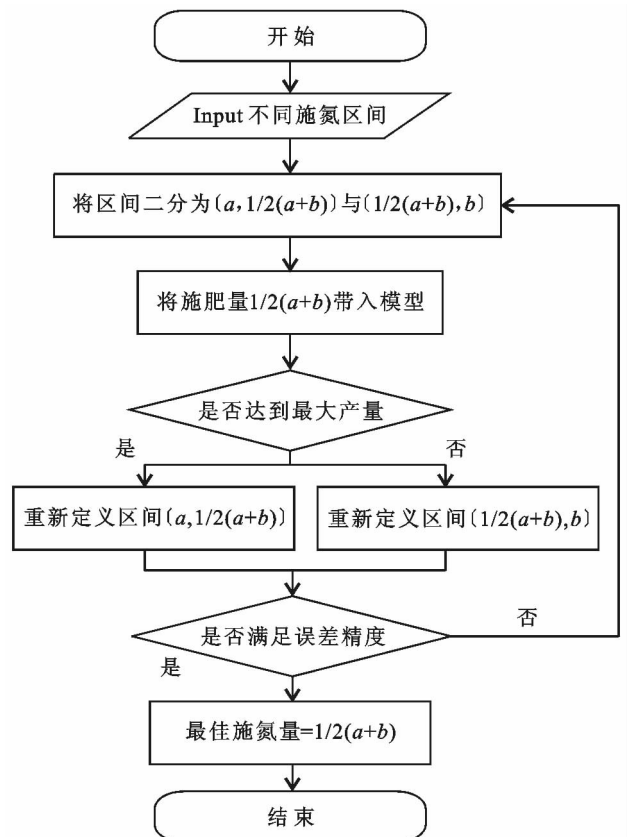 开始
Input 不同施氮区间
将区间二分为〔a,1/2(a+b)〕与〔1/2(a+b),b〕
将施肥量1/2(a+b)带入模型
是否达到最大产量
是
否
重新定义区间〔a,1/2(a+b)〕
重新定义区间〔1/2(a+b),b〕
是否满足误差精度
否
是
最佳施氮量=1/2(a+b)
结束